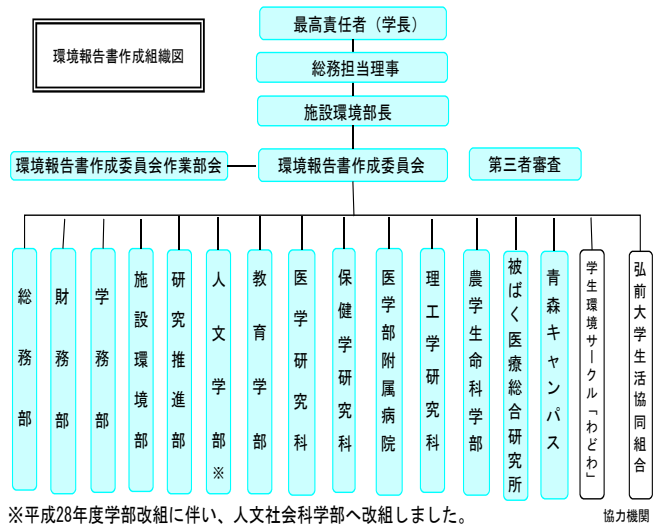 環境報告書作成組織図
最高責任者（学長）
総務担当理事
施設環境部長
環境報告書作成委員会作業部会
環境報告書作成委員会
第三者審査
総務部
財務部
学務部
施設環境部
研究推進部
人文学部※
教育学部
医学研究科
保健学研究科
医学部附属病院
理工学研究科
農学生命科学部
被ばく医療総合研究所
青森キャンパス
学生環境サークル「わどわ」
弘前大学生活協同組合
※平成28年度学部改組に伴い、人文社会科学部へ改組しました。
協力機関